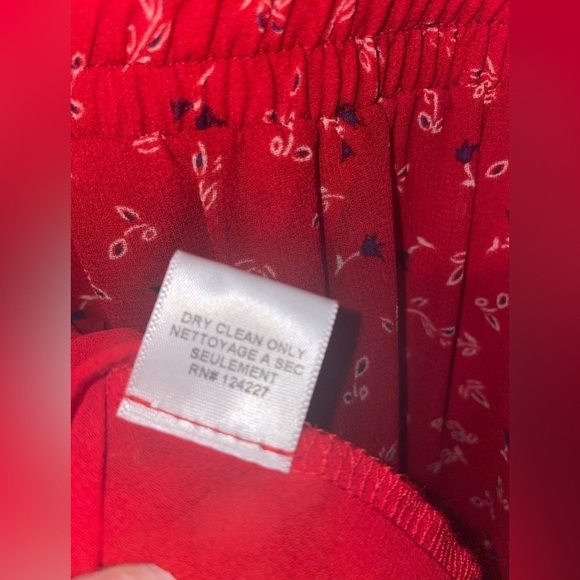 DRY CLEAN ONLY
NETTOYAGE A SEC
SEULEMENT
RN# 124227